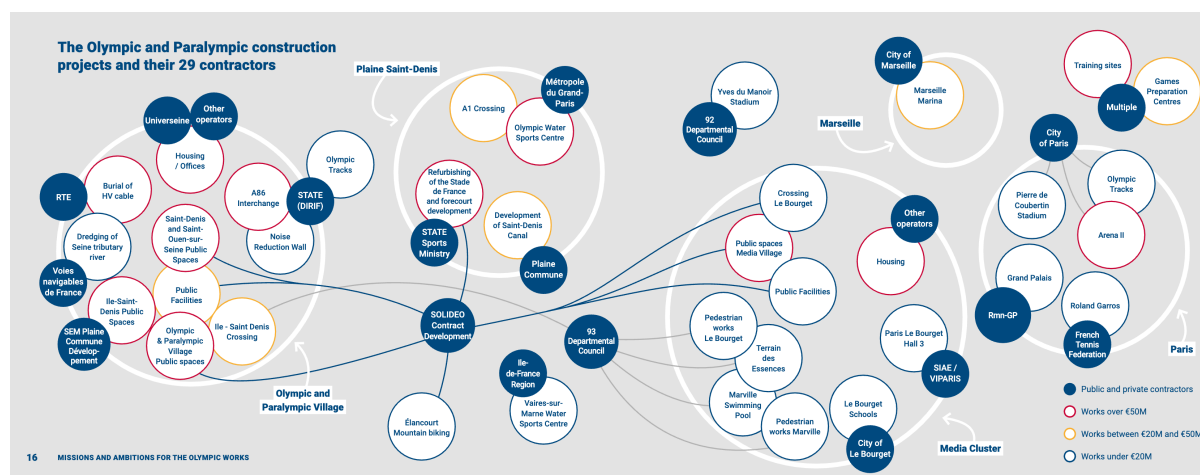 The Olympic and Paralympic construction
projects and their 29 contractors
Universeine
Other
operators
Housing
/ Offices
RTE
Burial of
HV cable
A86
Interchange
STATE
(DIRIF)
Olympic
Tracks
Noise
Reduction Wall
Dredging of
Seine tributary
river
Saint-Denis
and Saint-
Ouen-sur-
Seine Public
Spaces
Voies
navigables
de France
Public
Facilities
Ile-Saint-
Denis Public
Spaces
SEM Plaine
Commune
Dévelop-
pement
Olympic
& Paralympic
Village
Public spaces
Ile - Saint Denis
Crossing
Olympic and
Paralympic Village
Plaine Saint-Denis
A1 Crossing
Métropole
du Grand-
Paris
Olympic Water
Sports Centre
Refurbishing
of the Stade
de France
and forecourt
development
STATE
Sports
Ministry
Development
of Saint-Denis
Canal
Plaine
Commune
SOLIDEO
Contract
Development
Élancourt
Mountain biking
Ile-
de-France
Region
Vaires-sur-
Marne Water
Sports Centre
93
Departmental
Council
Yves du Manoir
Stadium
92
Departmental
Council
City of
Marseille
Marseille
Marina
Marseille
Training sites
Multiple
Games
Preparation
Centres
Crossing
Le Bourget
Public spaces
Media Village
Public Facilities
Other
operators
Housing
Pedestrian
works
Le Bourget
Terrain
des
Essences
Marville
Swimming
Pool
Pedestrian
works Marville
Paris Le Bourget
Hall 3
SIAE /
VIPARIS
Le Bourget
Schools
City of
Le Bourget
Media Cluster
City
of Paris
Pierre de
Coubertin
Stadium
Olympic
Tracks
Arena II
Grand Palais
Rmn-GP
Roland Garros
French
Tennis
Federation
Paris
Public and private contractors
Works over €50M
Works between €20M and €50M
Works under €20M
16 MISSIONS AND AMBITIONS FOR THE OLYMPIC WORKS